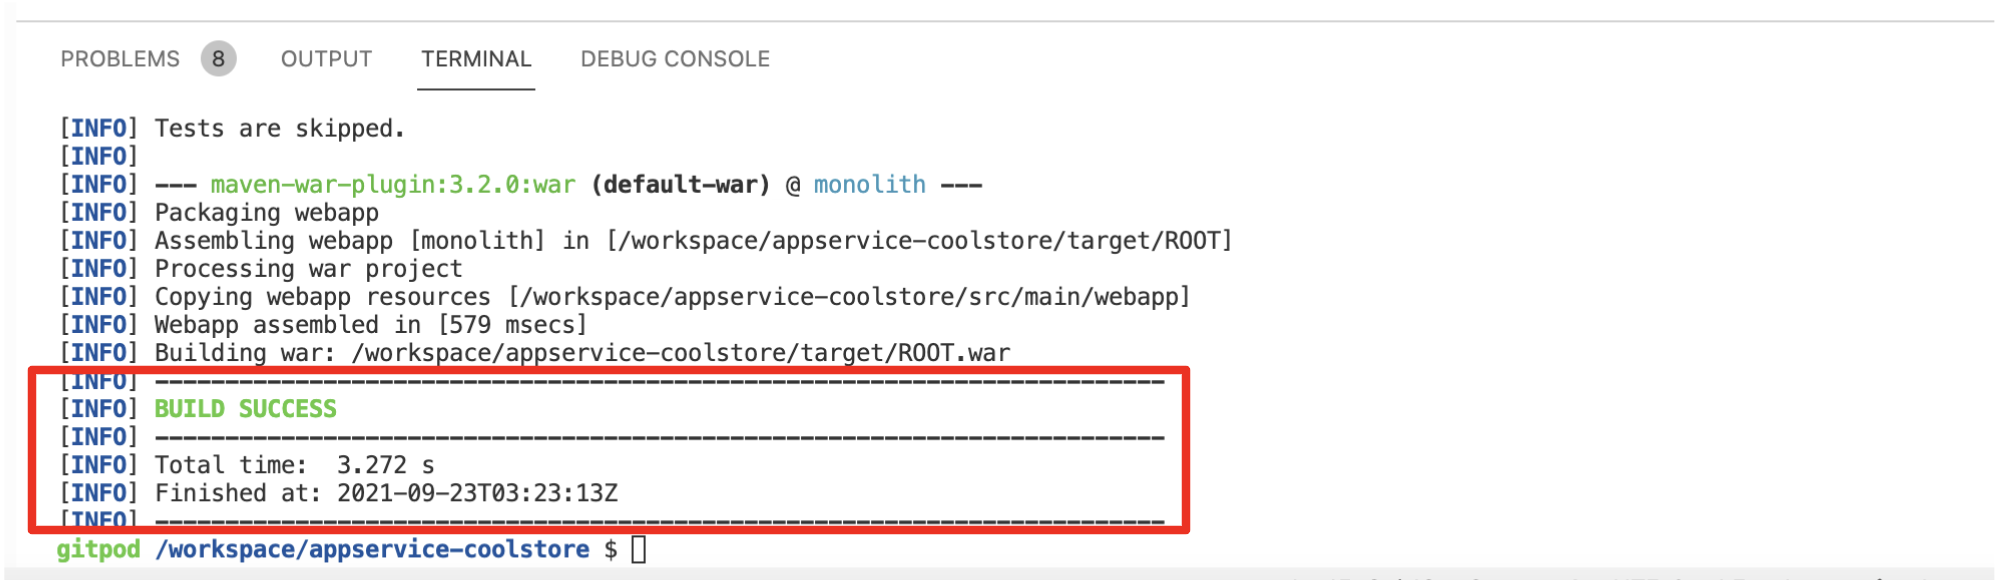 PROBLEMS 8 OUTPUT TERMINAL DEBUG CONSOLE
[INFO] Tests are skipped.
[INFO]
[INFO] --- maven-war-plugin:3.2.0:war (default-war) @ monolith ---
[INFO] Packaging webapp
[INFO] Assembling webapp [monolith] in [/workspace/appservice-coolstore/target/ROOT]
[INFO] Processing war project
[INFO] Copying webapp resources [/workspace/appservice-coolstore/src/main/webapp]
[INFO] Webapp assembled in [579 msecs]
[INFO] Building war: /workspace/appservice-coolstore/target/ROOT.war
[INFO] ------------------------------------------------------------------------
[INFO] BUILD SUCCESS
[INFO] ------------------------------------------------------------------------
[INFO] Total time:  3.272 s
[INFO] Finished at: 2021-09-23T03:23:13Z
[INFO] ------------------------------------------------------------------------
gitpod /workspace/appservice-coolstore $